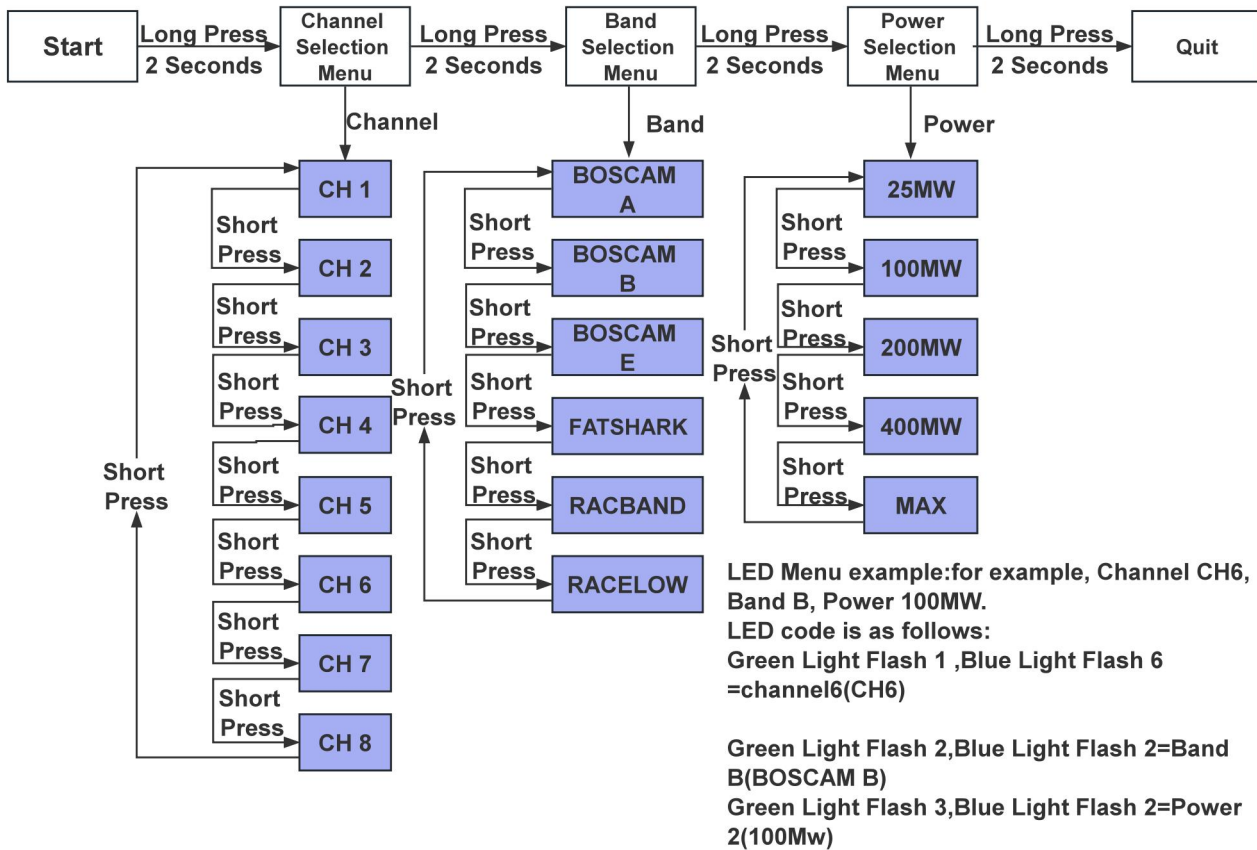 Start
Long Press
2 Seconds
Channel
Selection
Menu
Long Press
2 Seconds
Band
Selection
Menu
Long Press
2 Seconds
Power
Selection
Menu
Long Press
2 Seconds
Quit
Channel
CH 1
Short
Press
CH 2
Short
Press
CH 3
Short
Press
CH 4
Short
Press
CH 5
Short
Press
CH 6
Short
Press
CH 7
Short
Press
CH 8
Short
Press
Band
BOSCAM
A
Short
Press
BOSCAM
B
Short
Press
BOSCAM
E
Short
Press
FATSHARK
Short
Press
RACBAND
Short
Press
RACELOW
Short
Press
Power
25MW
Short
Press
100MW
Short
Press
200MW
Short
Press
400MW
Short
Press
MAX
Short
Press
LED Menu example:for example, Channel CH6,
Band B, Power 100MW.
LED code is as follows:
Green Light Flash 1 ,Blue Light Flash 6
=channel6(CH6)
Green Light Flash 2,Blue Light Flash 2=Band
B(BOSCAM B)
Green Light Flash 3,Blue Light Flash 2=Power
2(100Mw)